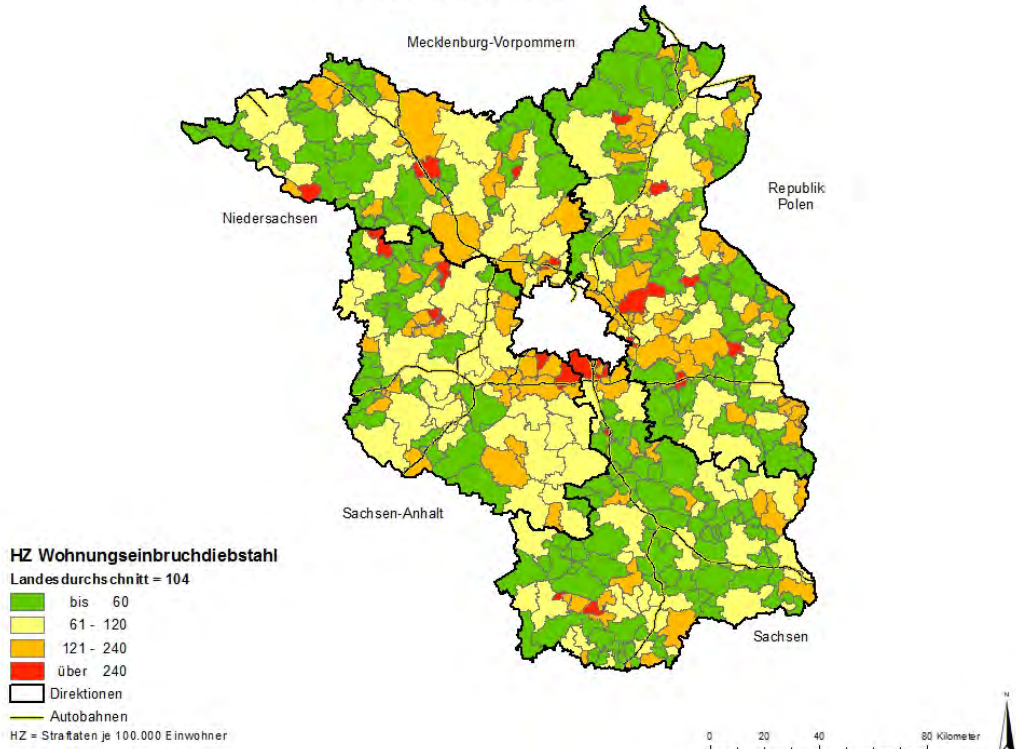 Mecklenburg-Vorpommern
Republik
Polen
Niedersachsen
Sachsen-Anhalt
Sachsen
HZ Wohnungseinbruchdiebstahl
Landesdurchschnitt = 104
bis 60
61 - 120
121 - 240
über 240
Direktionen
Autobahnen
HZ = Straftaten je 100.000 Einwohner
0 20 40 80 Kilometer
N